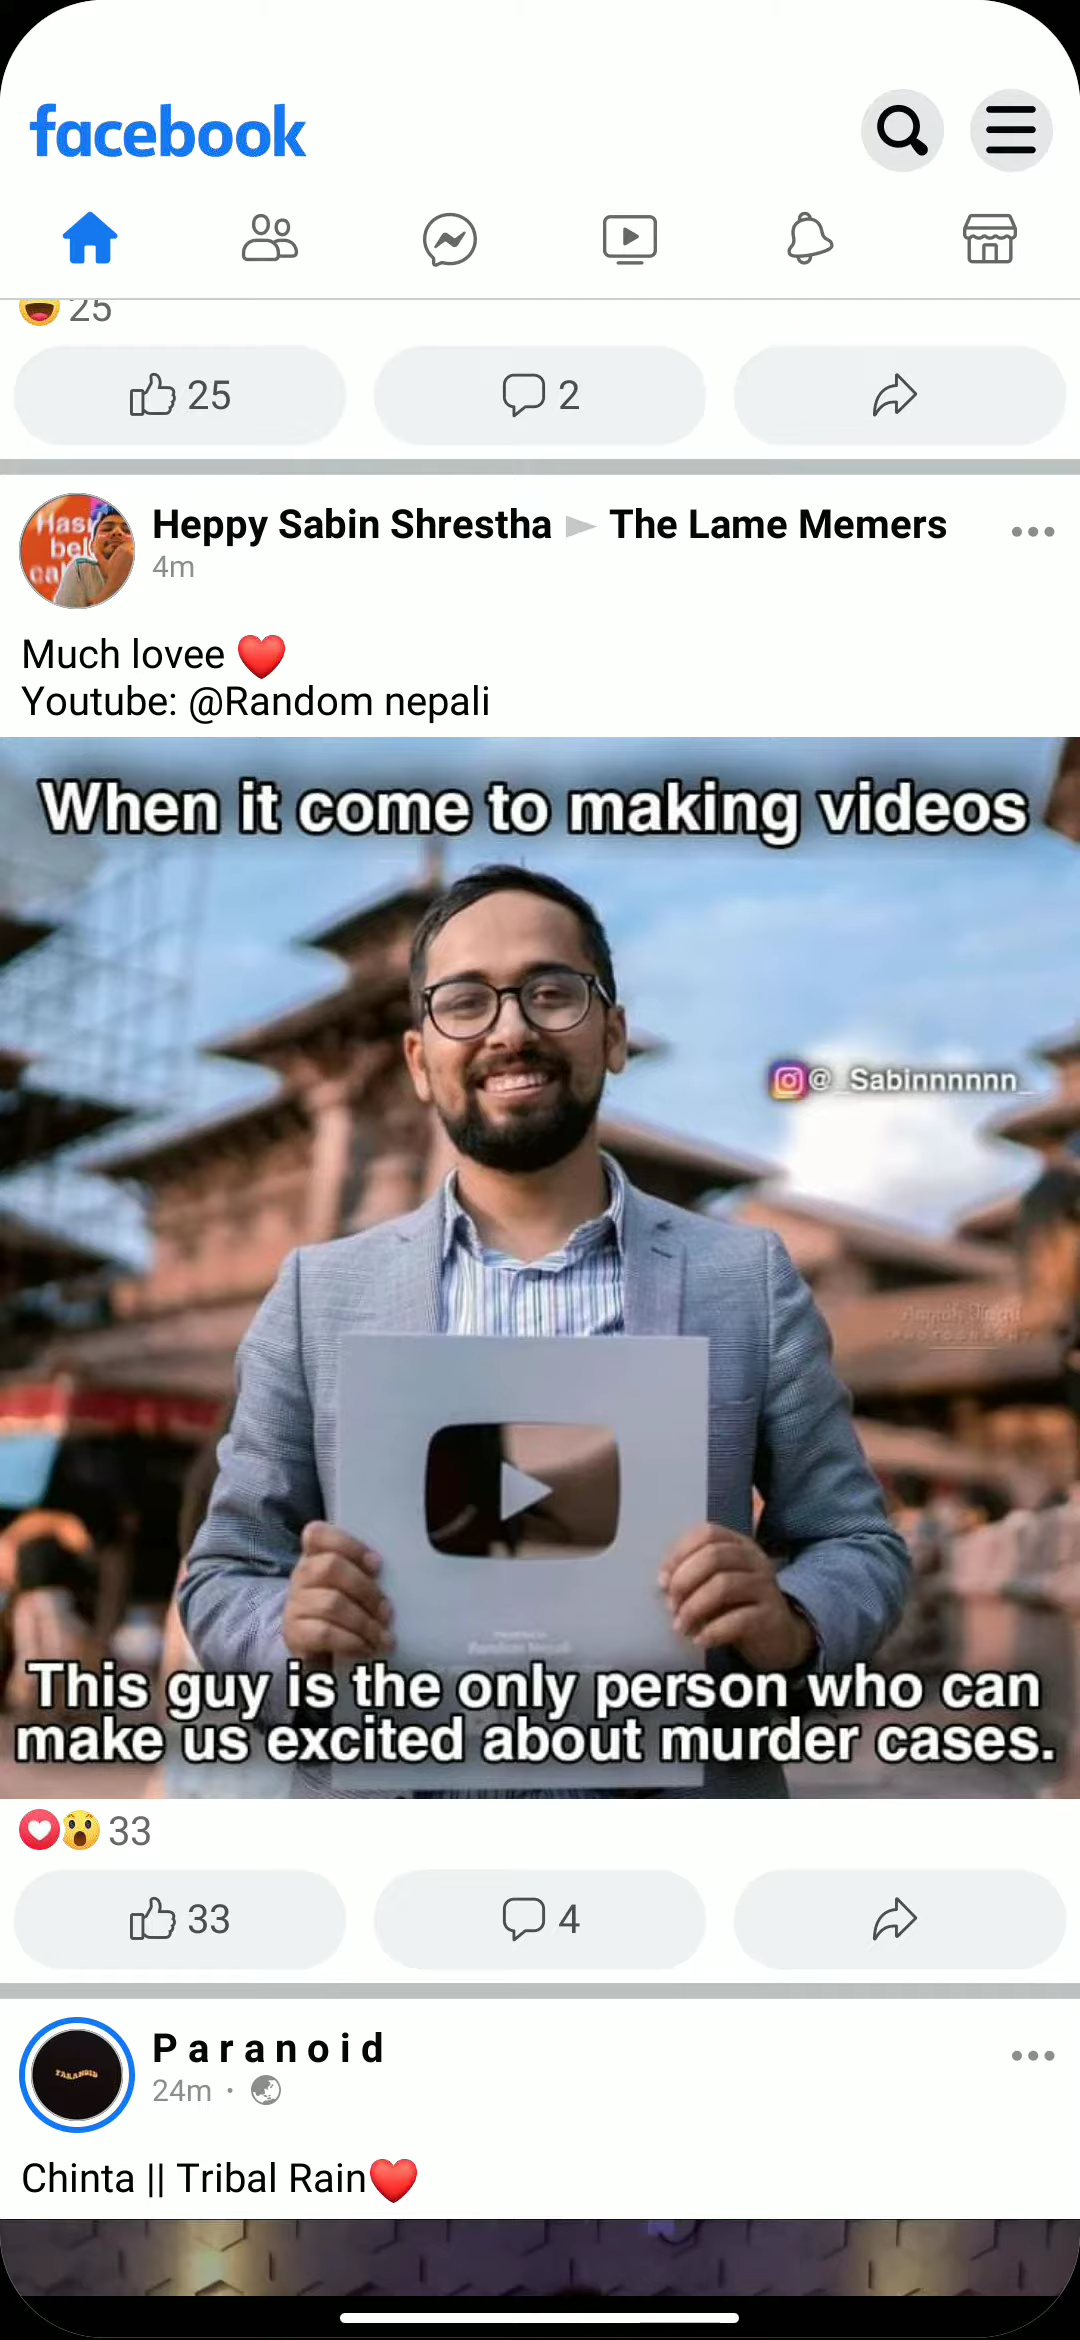 facebook
25
25
2
Heppy Sabin Shrestha ► The Lame Memers
4m
Much lovee ❤️
Youtube: @Random nepali
When it come to making videos
@_Sabinnnnnn_
PHOTOGRAPHY
This guy is the only person who can
make us excited about murder cases.
33
33
4
P a r a n o i d
24m ·
Chinta || Tribal Rain❤️